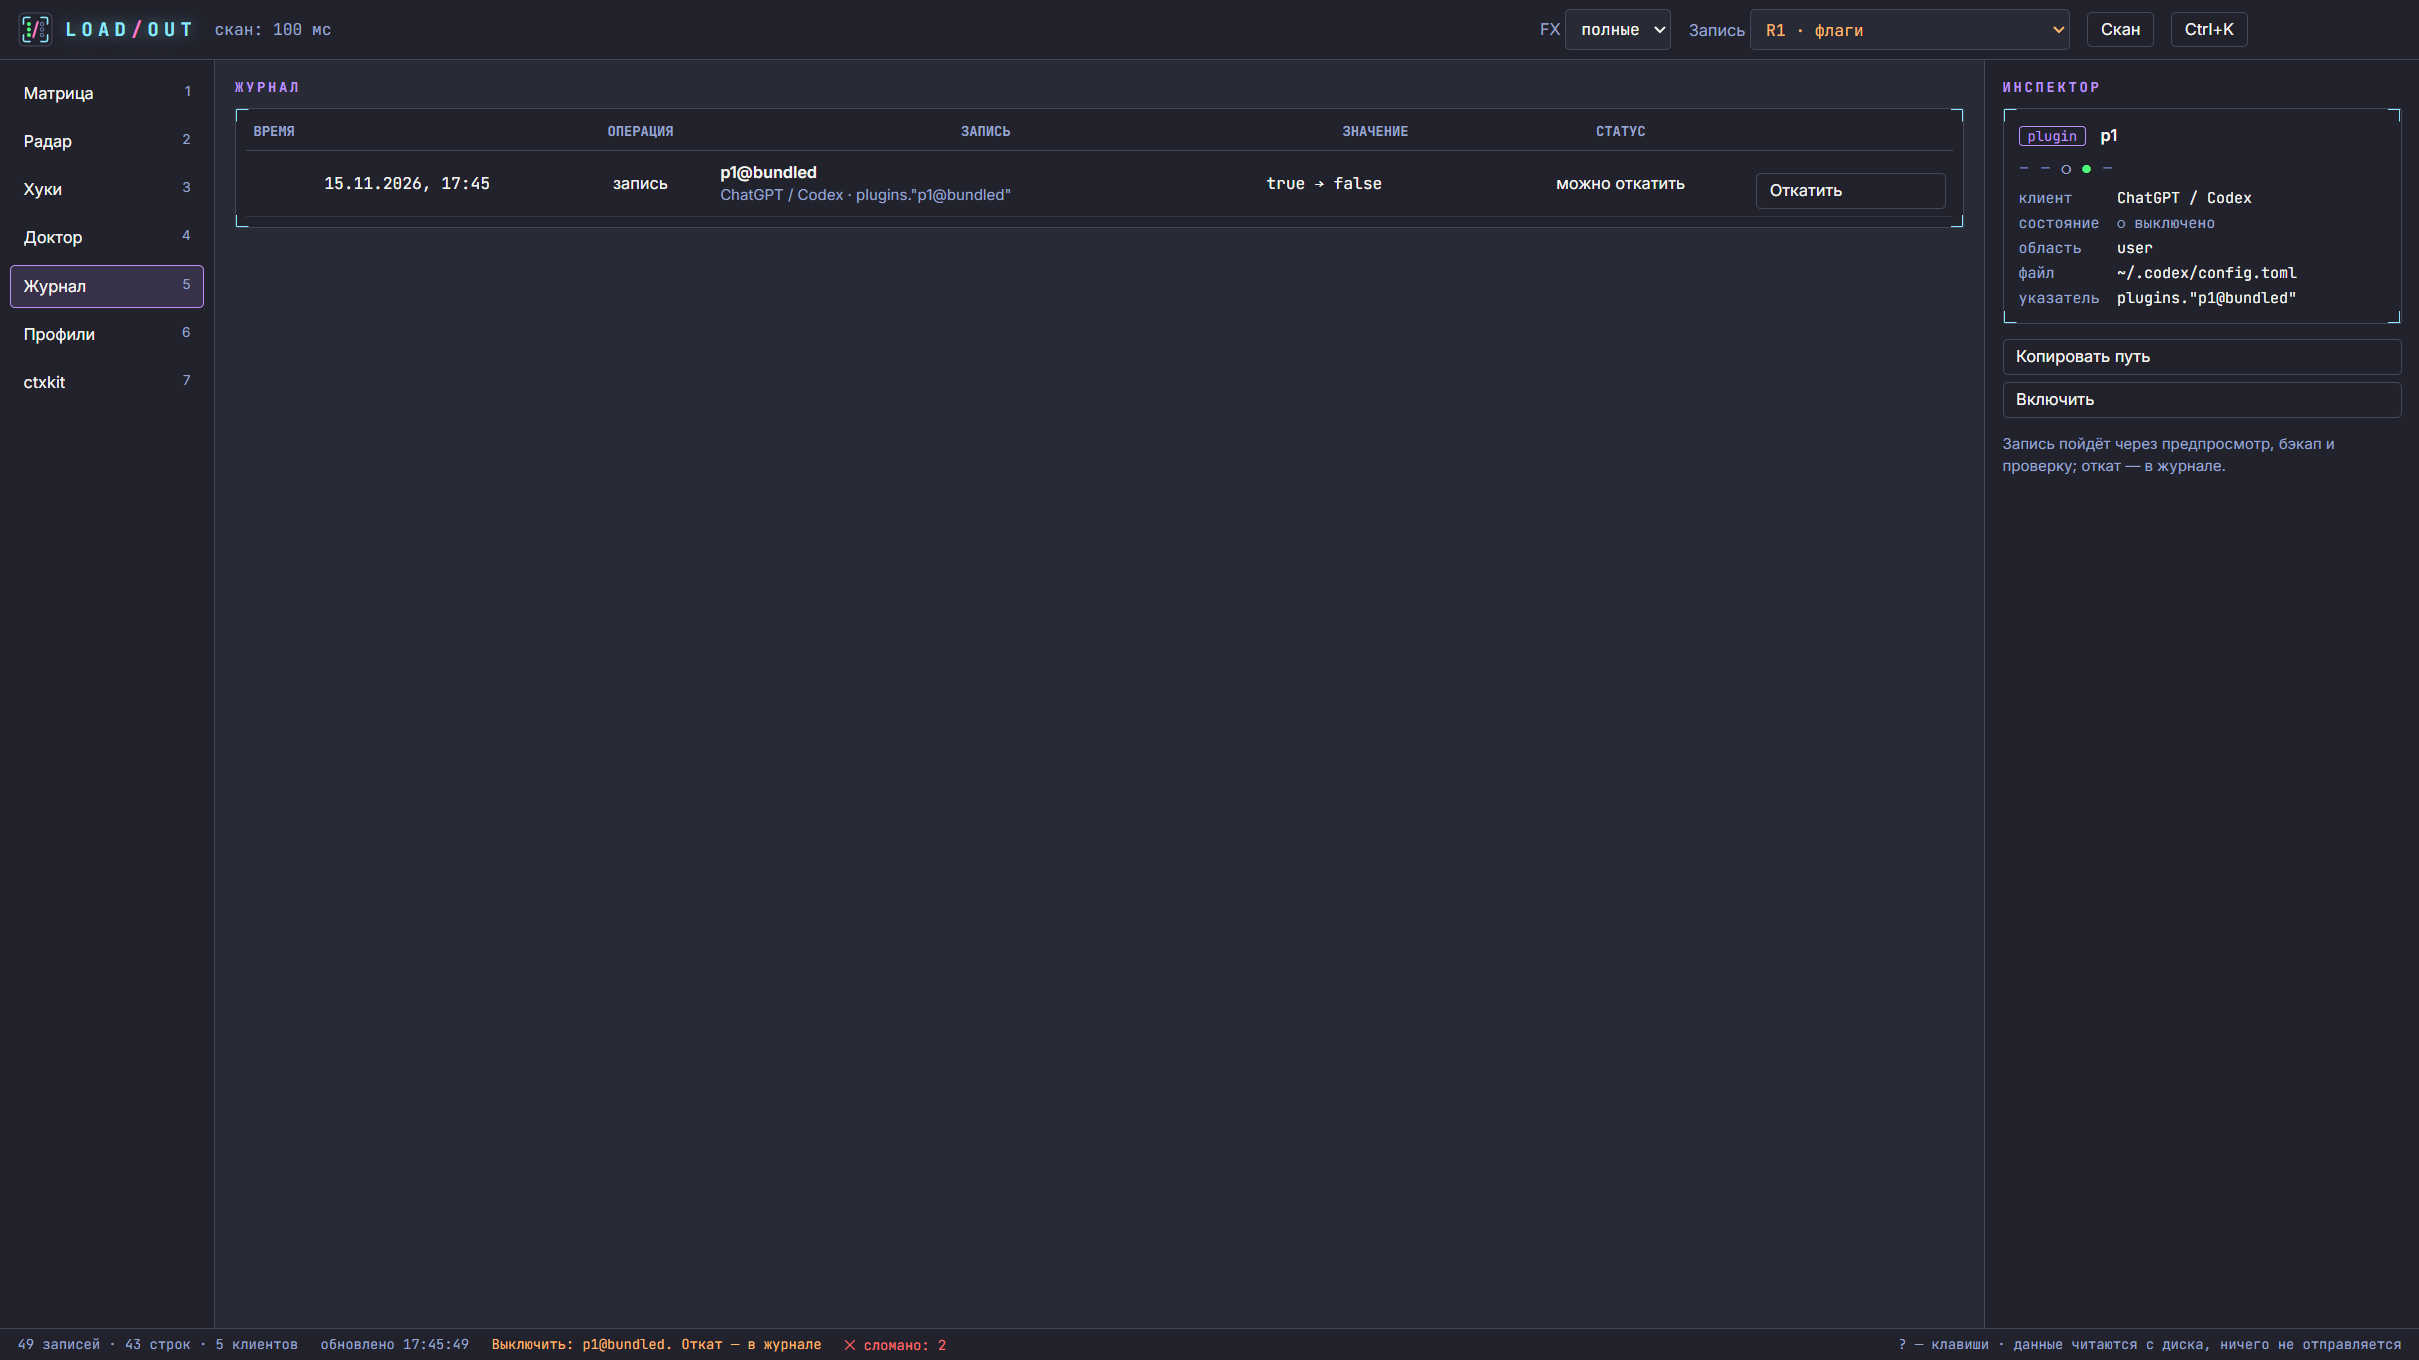 LOAD/OUT скан: 100 мс FX полные Запись R1 · флаги Скан Ctrl+K
Матрица 1
Радар 2
Хуки 3
Доктор 4
Журнал 5
Профили 6
ctxkit 7
ЖУРНАЛ
ВРЕМЯ ОПЕРАЦИЯ ЗАПИСЬ ЗНАЧЕНИЕ СТАТУС
15.11.2026, 17:45 запись p1@bundled true → false можно откатить Откатить
ChatGPT / Codex · plugins."p1@bundled"
ИНСПЕКТОР
plugin p1
клиент ChatGPT / Codex
состояние ○ выключено
область user
файл ~/.codex/config.toml
указатель plugins."p1@bundled"
Копировать путь
Включить
Запись пойдёт через предпросмотр, бэкап и
проверку; откат — в журнале.
49 записей · 43 строк · 5 клиентов обновлено 17:45:49 Выключить: p1@bundled. Откат — в журнале ✕ сломано: 2 ? — клавиши · данные читаются с диска, ничего не отправляется